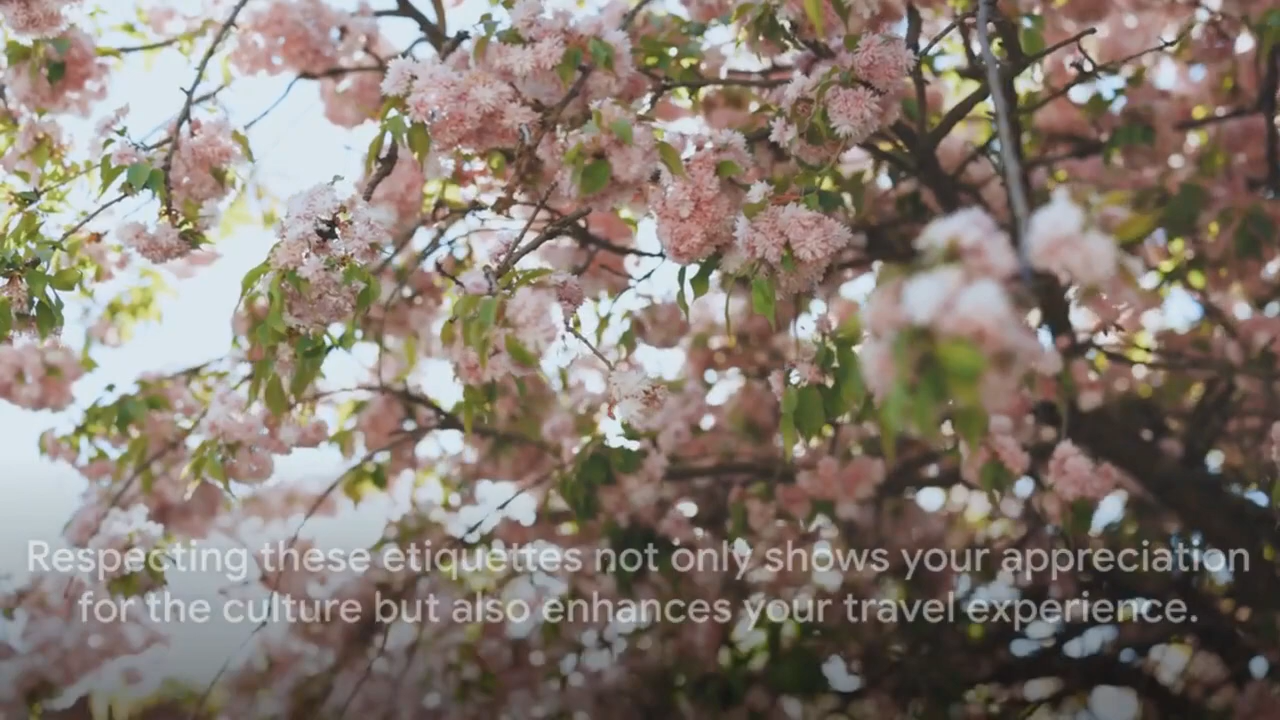 Respecting these etiquettes not only shows your appreciation
for the culture but also enhances your travel experience.